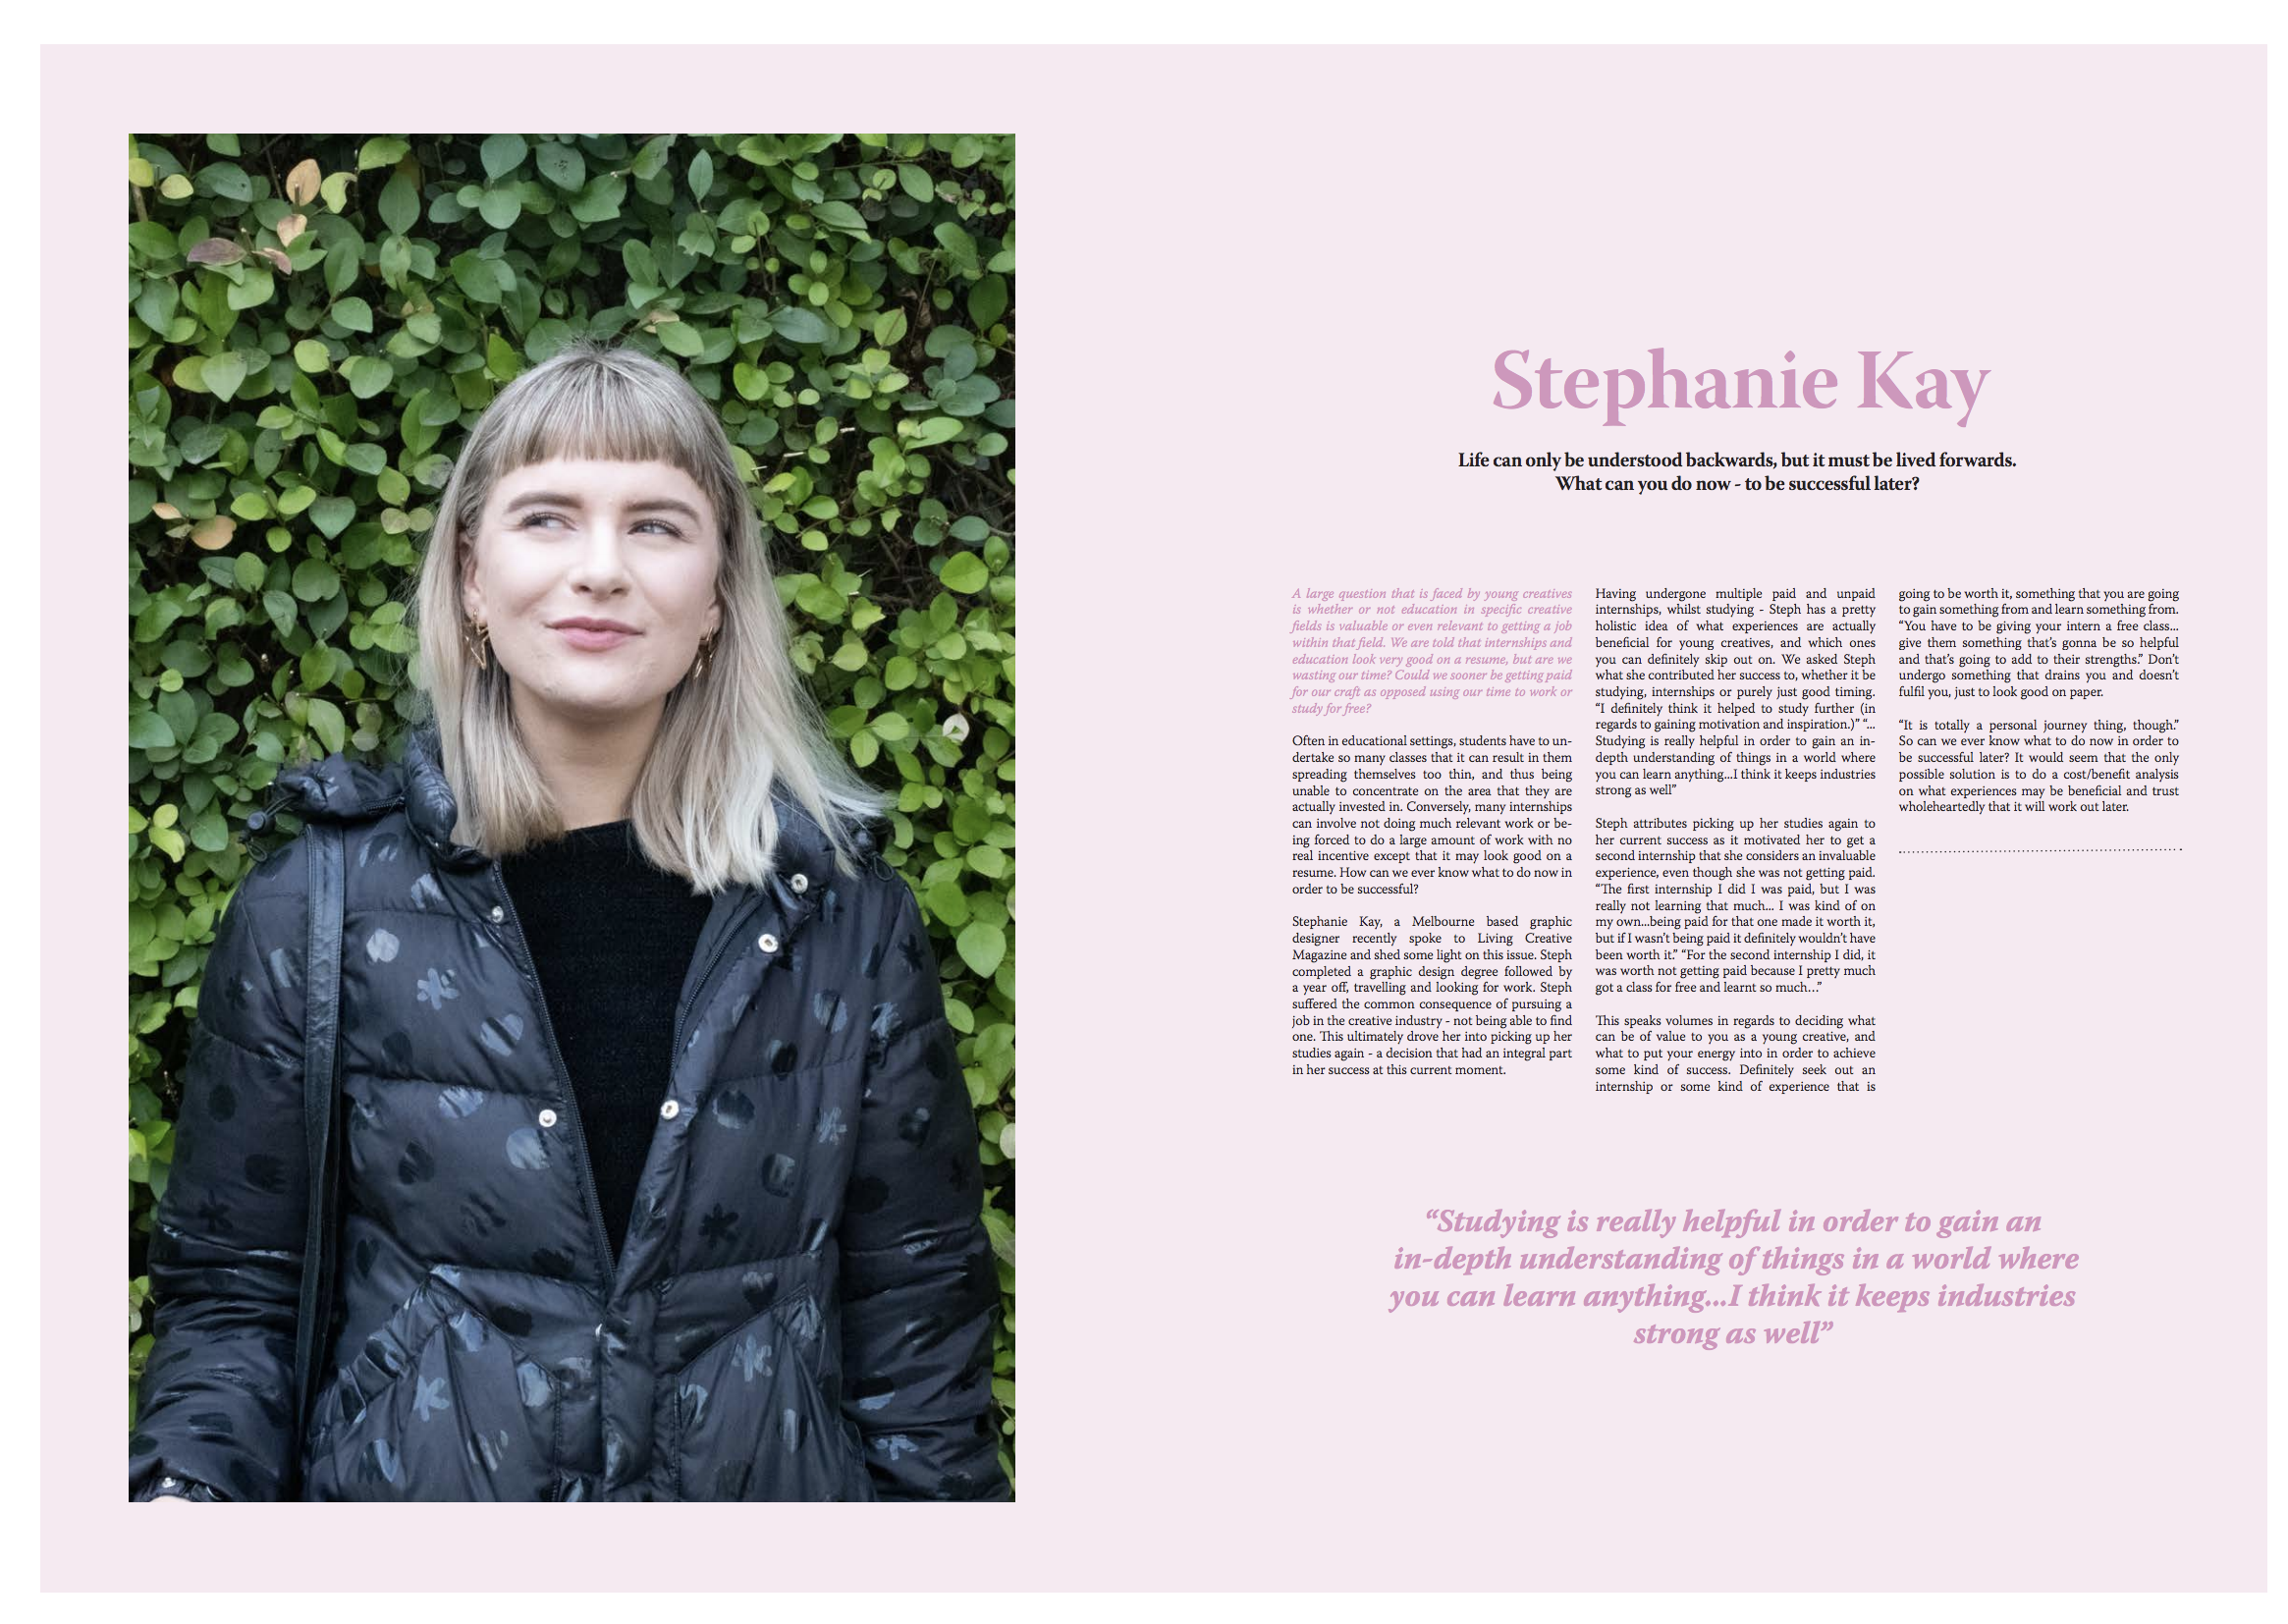 Stephanie Kay
Life can only be understood backwards, but it must be lived forwards.
What can you do now - to be successful later?
A large question that is faced by young creatives
is whether or not education in specific creative
fields is valuable or even relevant to getting a job
within that field. We are told that internships and
education look very good on a resume, but are we
wasting our time? Could we sooner be getting paid
for our craft as opposed using our time to work or
study for free?
Often in educational settings, students have to un-
dertake so many classes that it can result in them
spreading themselves too thin, and thus being
unable to concentrate on the area that they are
actually invested in. Conversely, many internships
can involve not doing much relevant work or be-
ing forced to do a large amount of work with no
real incentive except that it may look good on a
resume. How can we ever know what to do now in
order to be successful?
Stephanie Kay, a Melbourne based graphic
designer recently spoke to Living Creative
Magazine and shed some light on this issue. Steph
completed a graphic design degree followed by
a year off, travelling and looking for work. Steph
suffered the common consequence of pursuing a
job in the creative industry - not being able to find
one. This ultimately drove her into picking up her
studies again - a decision that had an integral part
in her success at this current moment.
Having undergone multiple paid and unpaid
internships, whilst studying - Steph has a pretty
holistic idea of what experiences are actually
beneficial for young creatives, and which ones
you can definitely skip out on. We asked Steph
what she contributed her success to, whether it be
studying, internships or purely just good timing.
“I definitely think it helped to study further (in
regards to gaining motivation and inspiration.)” “...
Studying is really helpful in order to gain an in-
depth understanding of things in a world where
you can learn anything...I think it keeps industries
strong as well”
Steph attributes picking up her studies again to
her current success as it motivated her to get a
second internship that she considers an invaluable
experience, even though she was not getting paid.
“The first internship I did I was paid, but I was
really not learning that much... I was kind of on
my own...being paid for that one made it worth it,
but if I wasn’t being paid it definitely wouldn’t have
been worth it.” “For the second internship I did, it
was worth not getting paid because I pretty much
got a class for free and learnt so much...”
This speaks volumes in regards to deciding what
can be of value to you as a young creative, and
what to put your energy into in order to achieve
some kind of success. Definitely seek out an
internship or some kind of experience that is
going to be worth it, something that you are going
to gain something from and learn something from.
“You have to be giving your intern a free class...
give them something that’s gonna be so helpful
and that’s going to add to their strengths.” Don’t
undergo something that drains you and doesn’t
fulfil you, just to look good on paper.
“It is totally a personal journey thing, though.”
So can we ever know what to do now in order to
be successful later? It would seem that the only
possible solution is to do a cost/benefit analysis
on what experiences may be beneficial and trust
wholeheartedly that it will work out later.
“Studying is really helpful in order to gain an
in-depth understanding of things in a world where
you can learn anything...I think it keeps industries
strong as well”